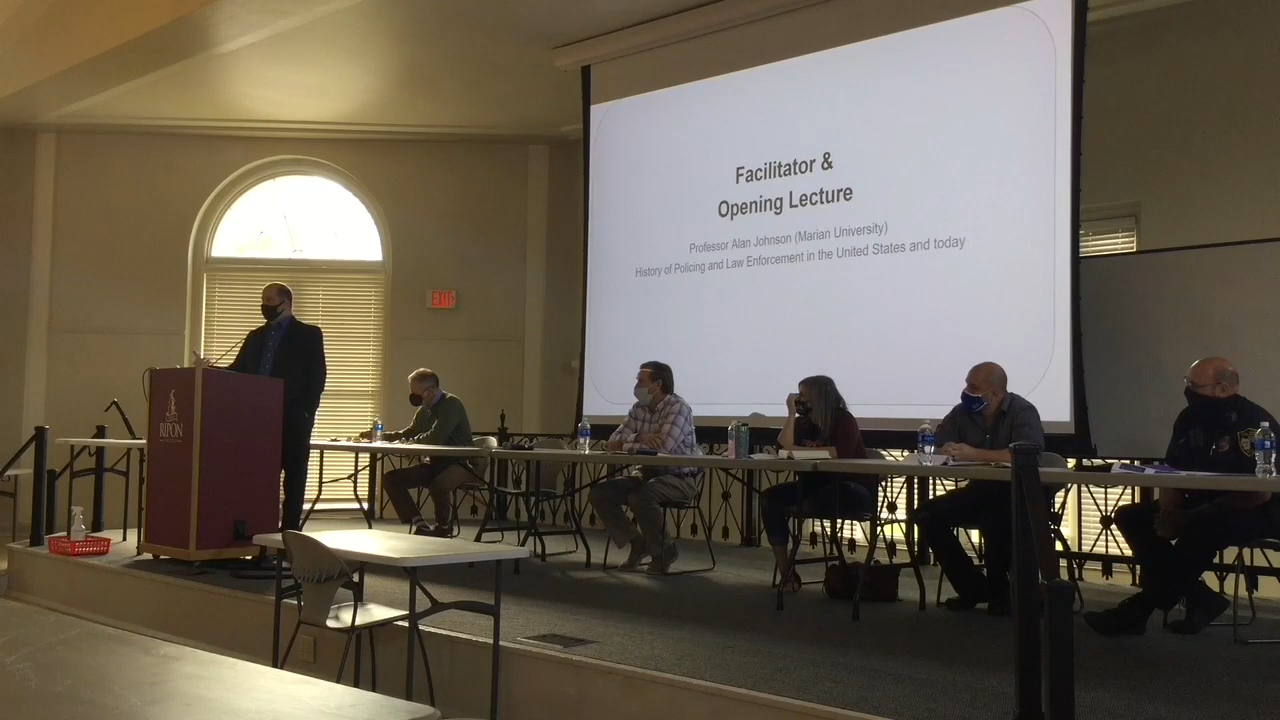 Facilitator &
Opening Lecture
Professor Alan Johnson (Marian University)
History of Policing and Law Enforcement in the United States and today
EXIT
RIPON